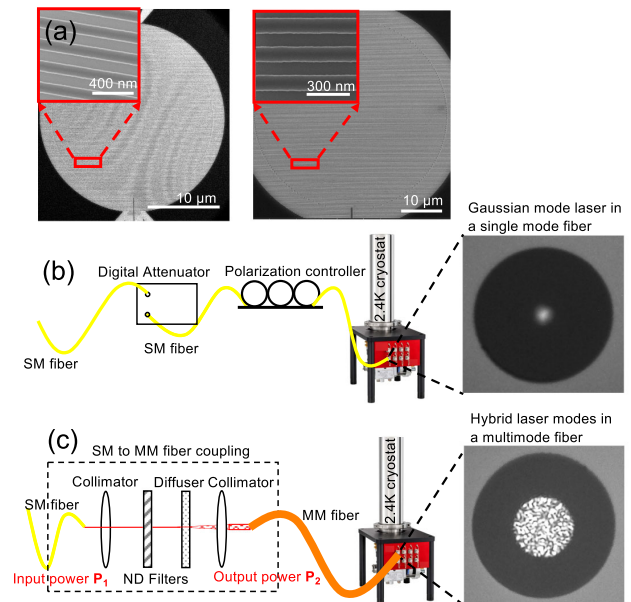 (a)
400 nm
10 µm
300 nm
10 µm
Gaussian mode laser in
a single mode fiber
(b)
Digital Attenuator
Polarization controller
2.4K cryostat
SM fiber
SM fiber
Hybrid laser modes in
a multimode fiber
(c)
SM to MM fiber coupling
Collimator
Diffuser
Collimator
2.4K cryostat
SM fiber
MM fiber
Input power P1
ND Filters
Output power P2